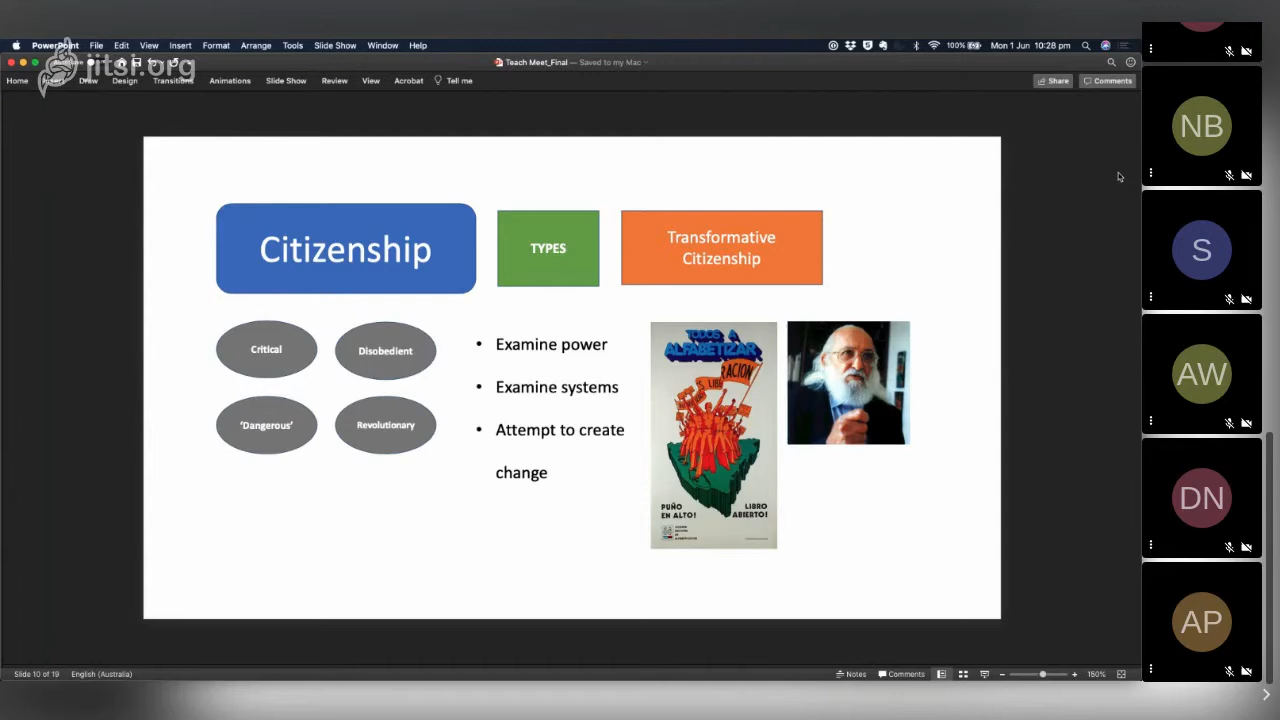 PowerPoint File Edit View Insert Format Arrange Tools Slide Show Window Help
100% Mon 1 Jun 10:28 pm
jitsi.org
Teach Meet_Final — Saved to my Mac
Home Draw Design Transitions Animations Slide Show Review View Acrobat Tell me
Share Comments
Citizenship
TYPES
Transformative
Citizenship
Critical
Disobedient
'Dangerous'
Revolutionary
• Examine power
• Examine systems
• Attempt to create
change
TODOS A
ALFABETIZAR
RACION
PUÑO
EN ALTO!
LIBRO
ABIERTO!
NB
S
AW
DN
AP
Slide 10 of 19 English (Australia)
Notes Comments 150%